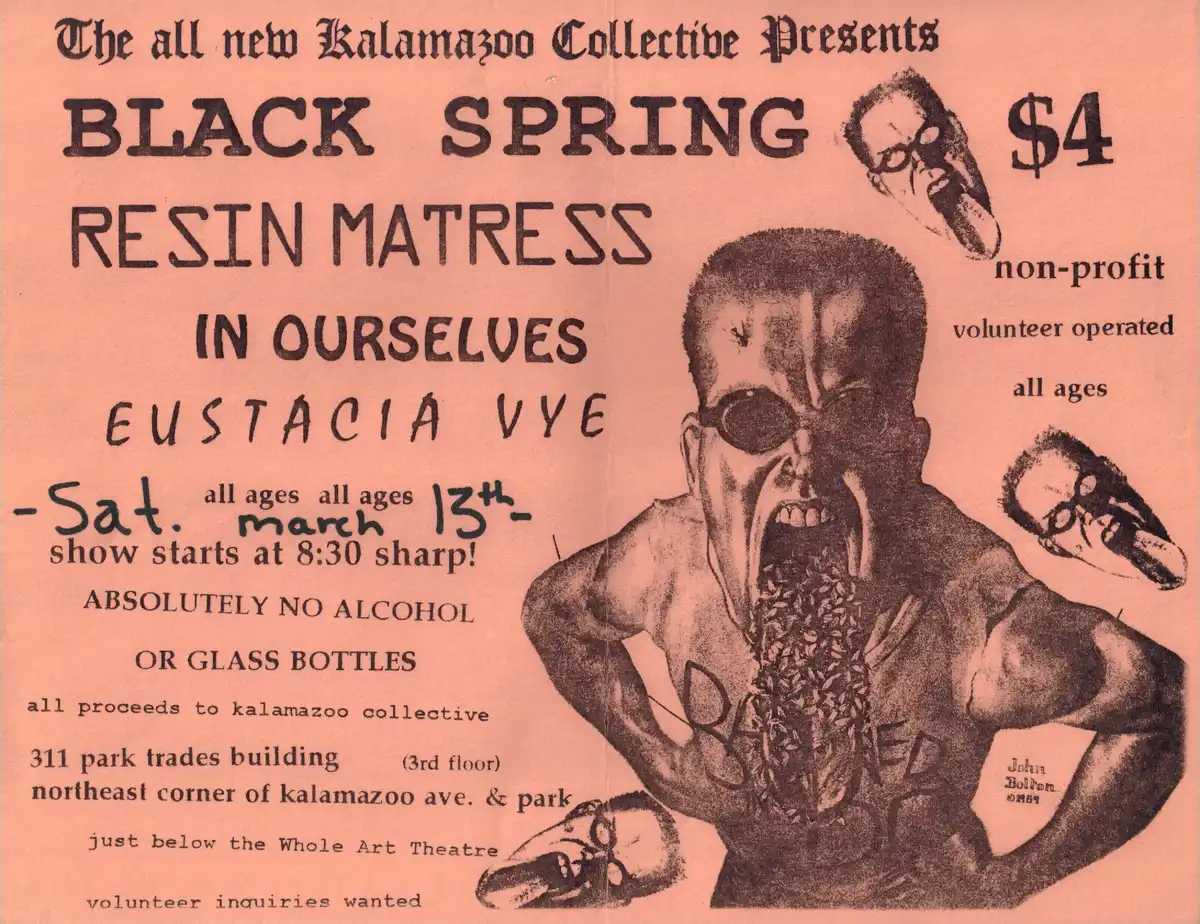 The all new Kalamazoo Collective Presents
BLACK SPRING
$4
RESIN MATRESS
non-profit
IN OURSELVES
volunteer operated
all ages
EUSTACIA VYE
all ages all ages
-Sat. march 13th-
show starts at 8:30 sharp!
ABSOLUTELY NO ALCOHOL
OR GLASS BOTTLES
all proceeds to kalamazoo collective
311 park trades building (3rd floor)
northeast corner of kalamazoo ave. & park
John
Bolton
©1989
just below the Whole Art Theatre
volunteer inquiries wanted